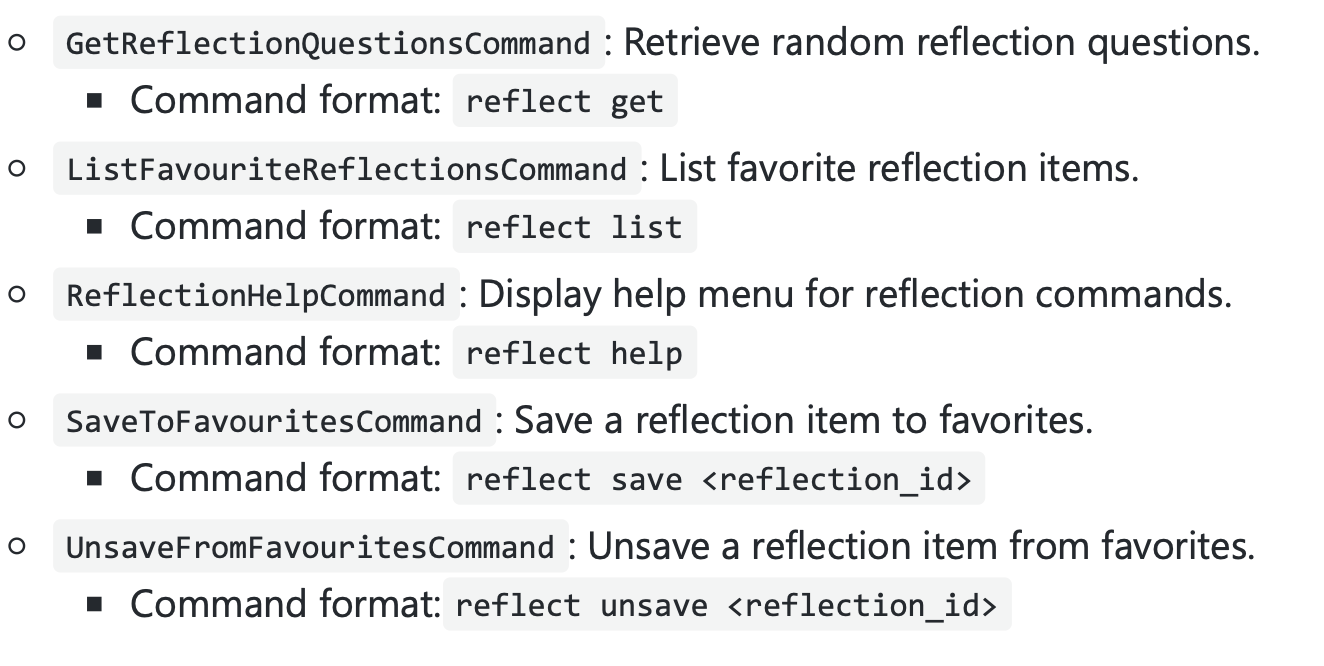 GetReflectionQuestionsCommand : Retrieve random reflection questions.
Command format: reflect get
ListFavouriteReflectionsCommand : List favorite reflection items.
Command format: reflect list
ReflectionHelpCommand : Display help menu for reflection commands.
Command format: reflect help
SaveToFavouritesCommand : Save a reflection item to favorites.
Command format: reflect save <reflection_id>
UnsaveFromFavouritesCommand : Unsave a reflection item from favorites.
Command format: reflect unsave <reflection_id>